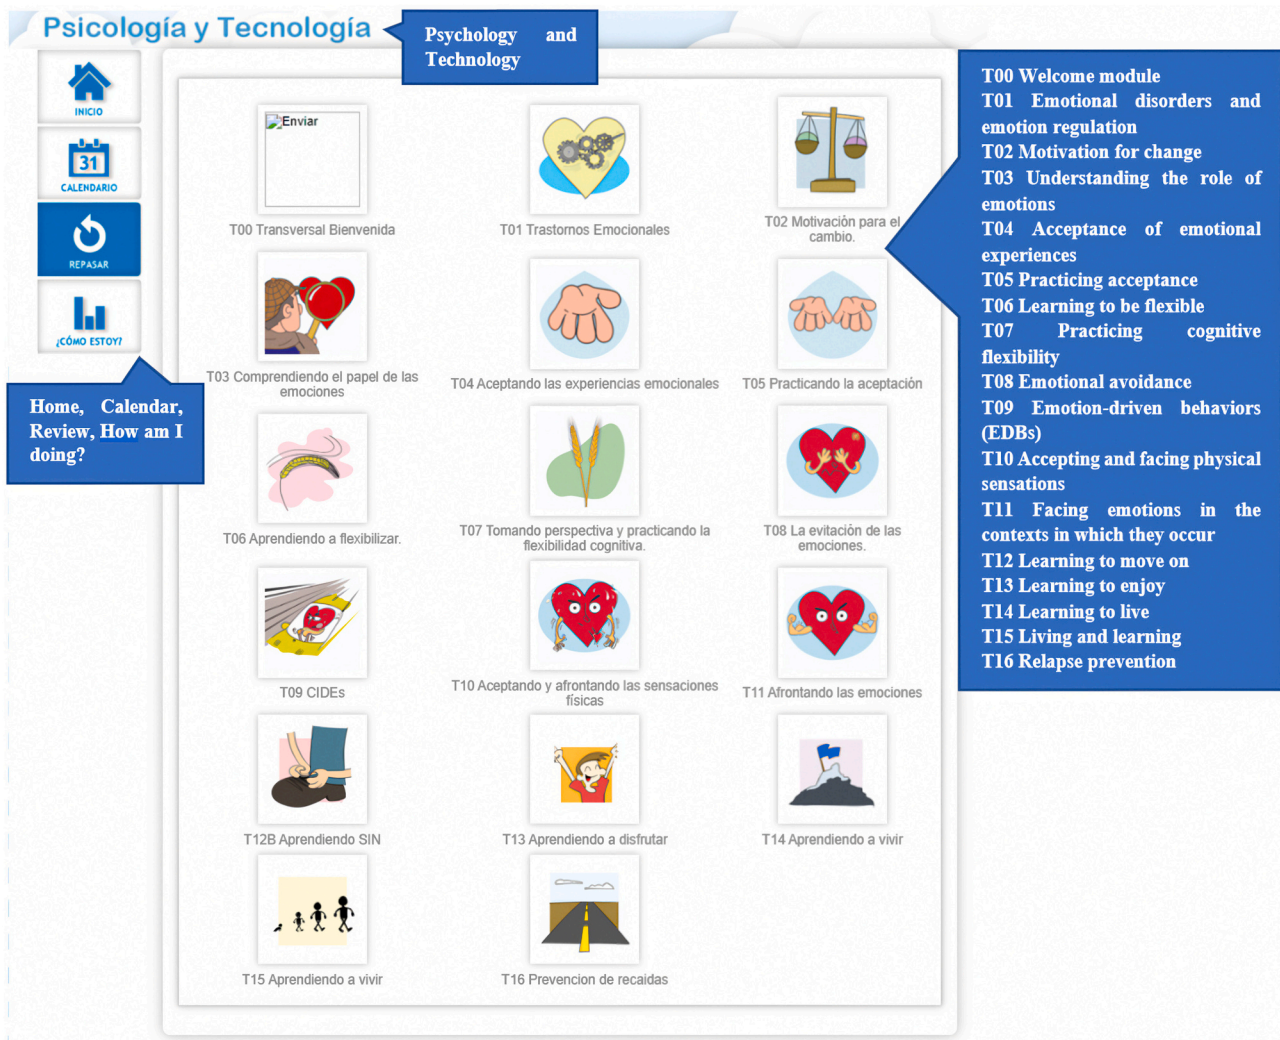 Psicología y Tecnología
Psychology and
Technology
INICIO
31
CALENDARIO
REPASAR
¿CÓMO ESTOY?
Home, Calendar,
Review, How am I
doing?
Enviar
T00 Transversal Bienvenida
T01 Trastornos Emocionales
T02 Motivación para el
cambio.
T03 Comprendiendo el papel de las
emociones
T04 Aceptando las experiencias emocionales
T05 Practicando la aceptación
T06 Aprendiendo a flexibilizar.
T07 Tomando perspectiva y practicando la
flexibilidad cognitiva.
T08 La evitación de las
emociones.
T09 CIDEs
T10 Aceptando y afrontando las sensaciones
físicas
T11 Afrontando las emociones
T12B Aprendiendo SIN
T13 Aprendiendo a disfrutar
T14 Aprendiendo a vivir
T15 Aprendiendo a vivir
T16 Prevencion de recaidas
T00 Welcome module
T01 Emotional disorders and
emotion regulation
T02 Motivation for change
T03 Understanding the role of
emotions
T04 Acceptance of emotional
experiences
T05 Practicing acceptance
T06 Learning to be flexible
T07 Practicing cognitive
flexibility
T08 Emotional avoidance
T09 Emotion-driven behaviors
(EDBs)
T10 Accepting and facing physical
sensations
T11 Facing emotions in the
contexts in which they occur
T12 Learning to move on
T13 Learning to enjoy
T14 Learning to live
T15 Living and learning
T16 Relapse prevention